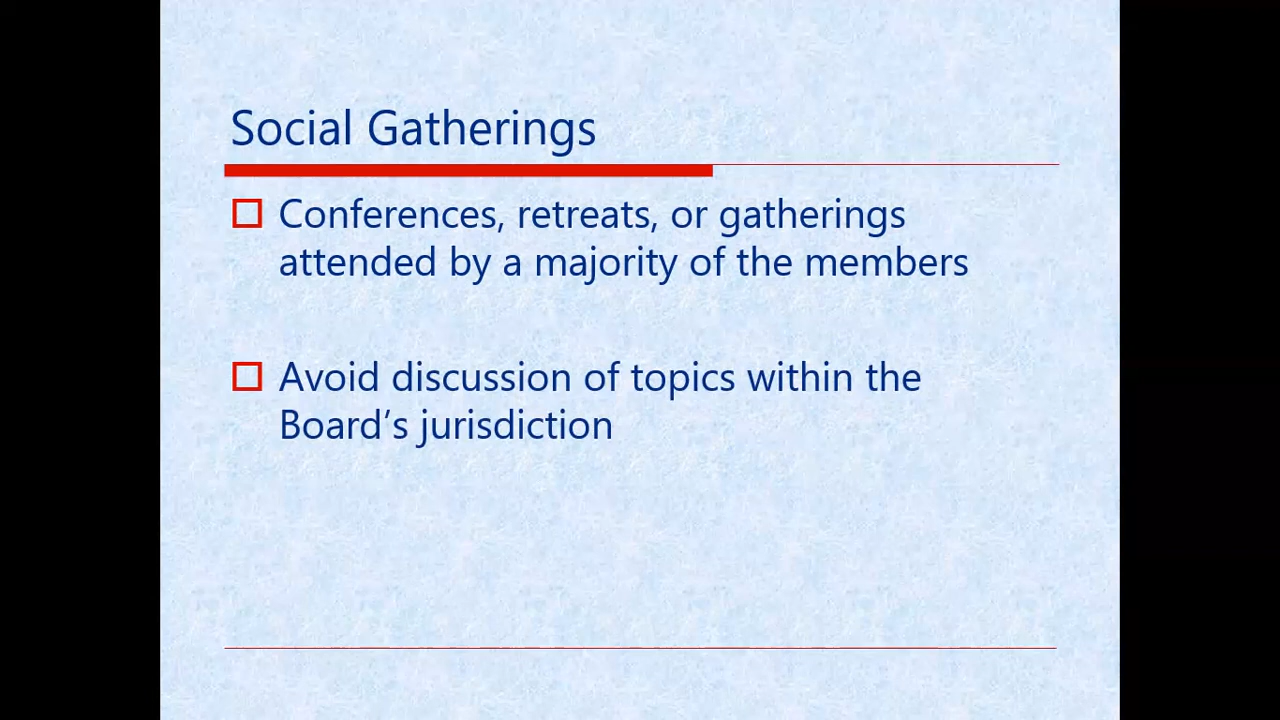 Social Gatherings
Conferences, retreats, or gatherings
attended by a majority of the members
Avoid discussion of topics within the
Board’s jurisdiction